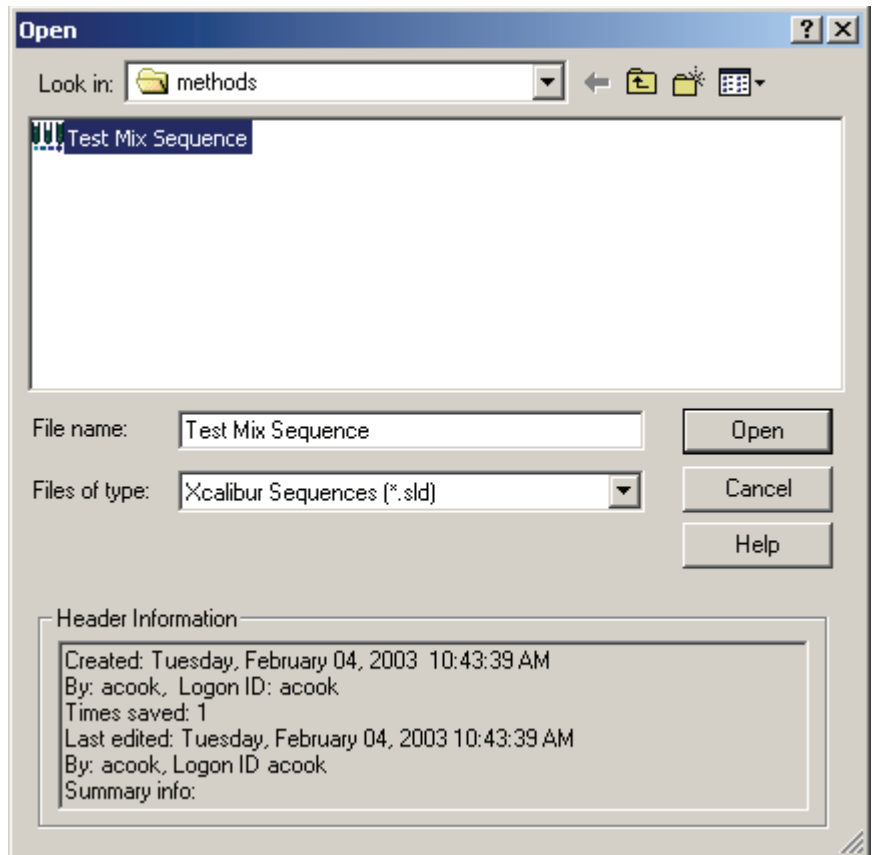 Open
Look in: methods
Test Mix Sequence
File name: Test Mix Sequence
Open
Files of type: Xcalibur Sequences (*.sld)
Cancel
Help
Header Information
Created: Tuesday, February 04, 2003  10:43:39 AM
By: acook,  Logon ID: acook
Times saved: 1
Last edited: Tuesday, February 04, 2003 10:43:39 AM
By: acook, Logon ID acook
Summary info: